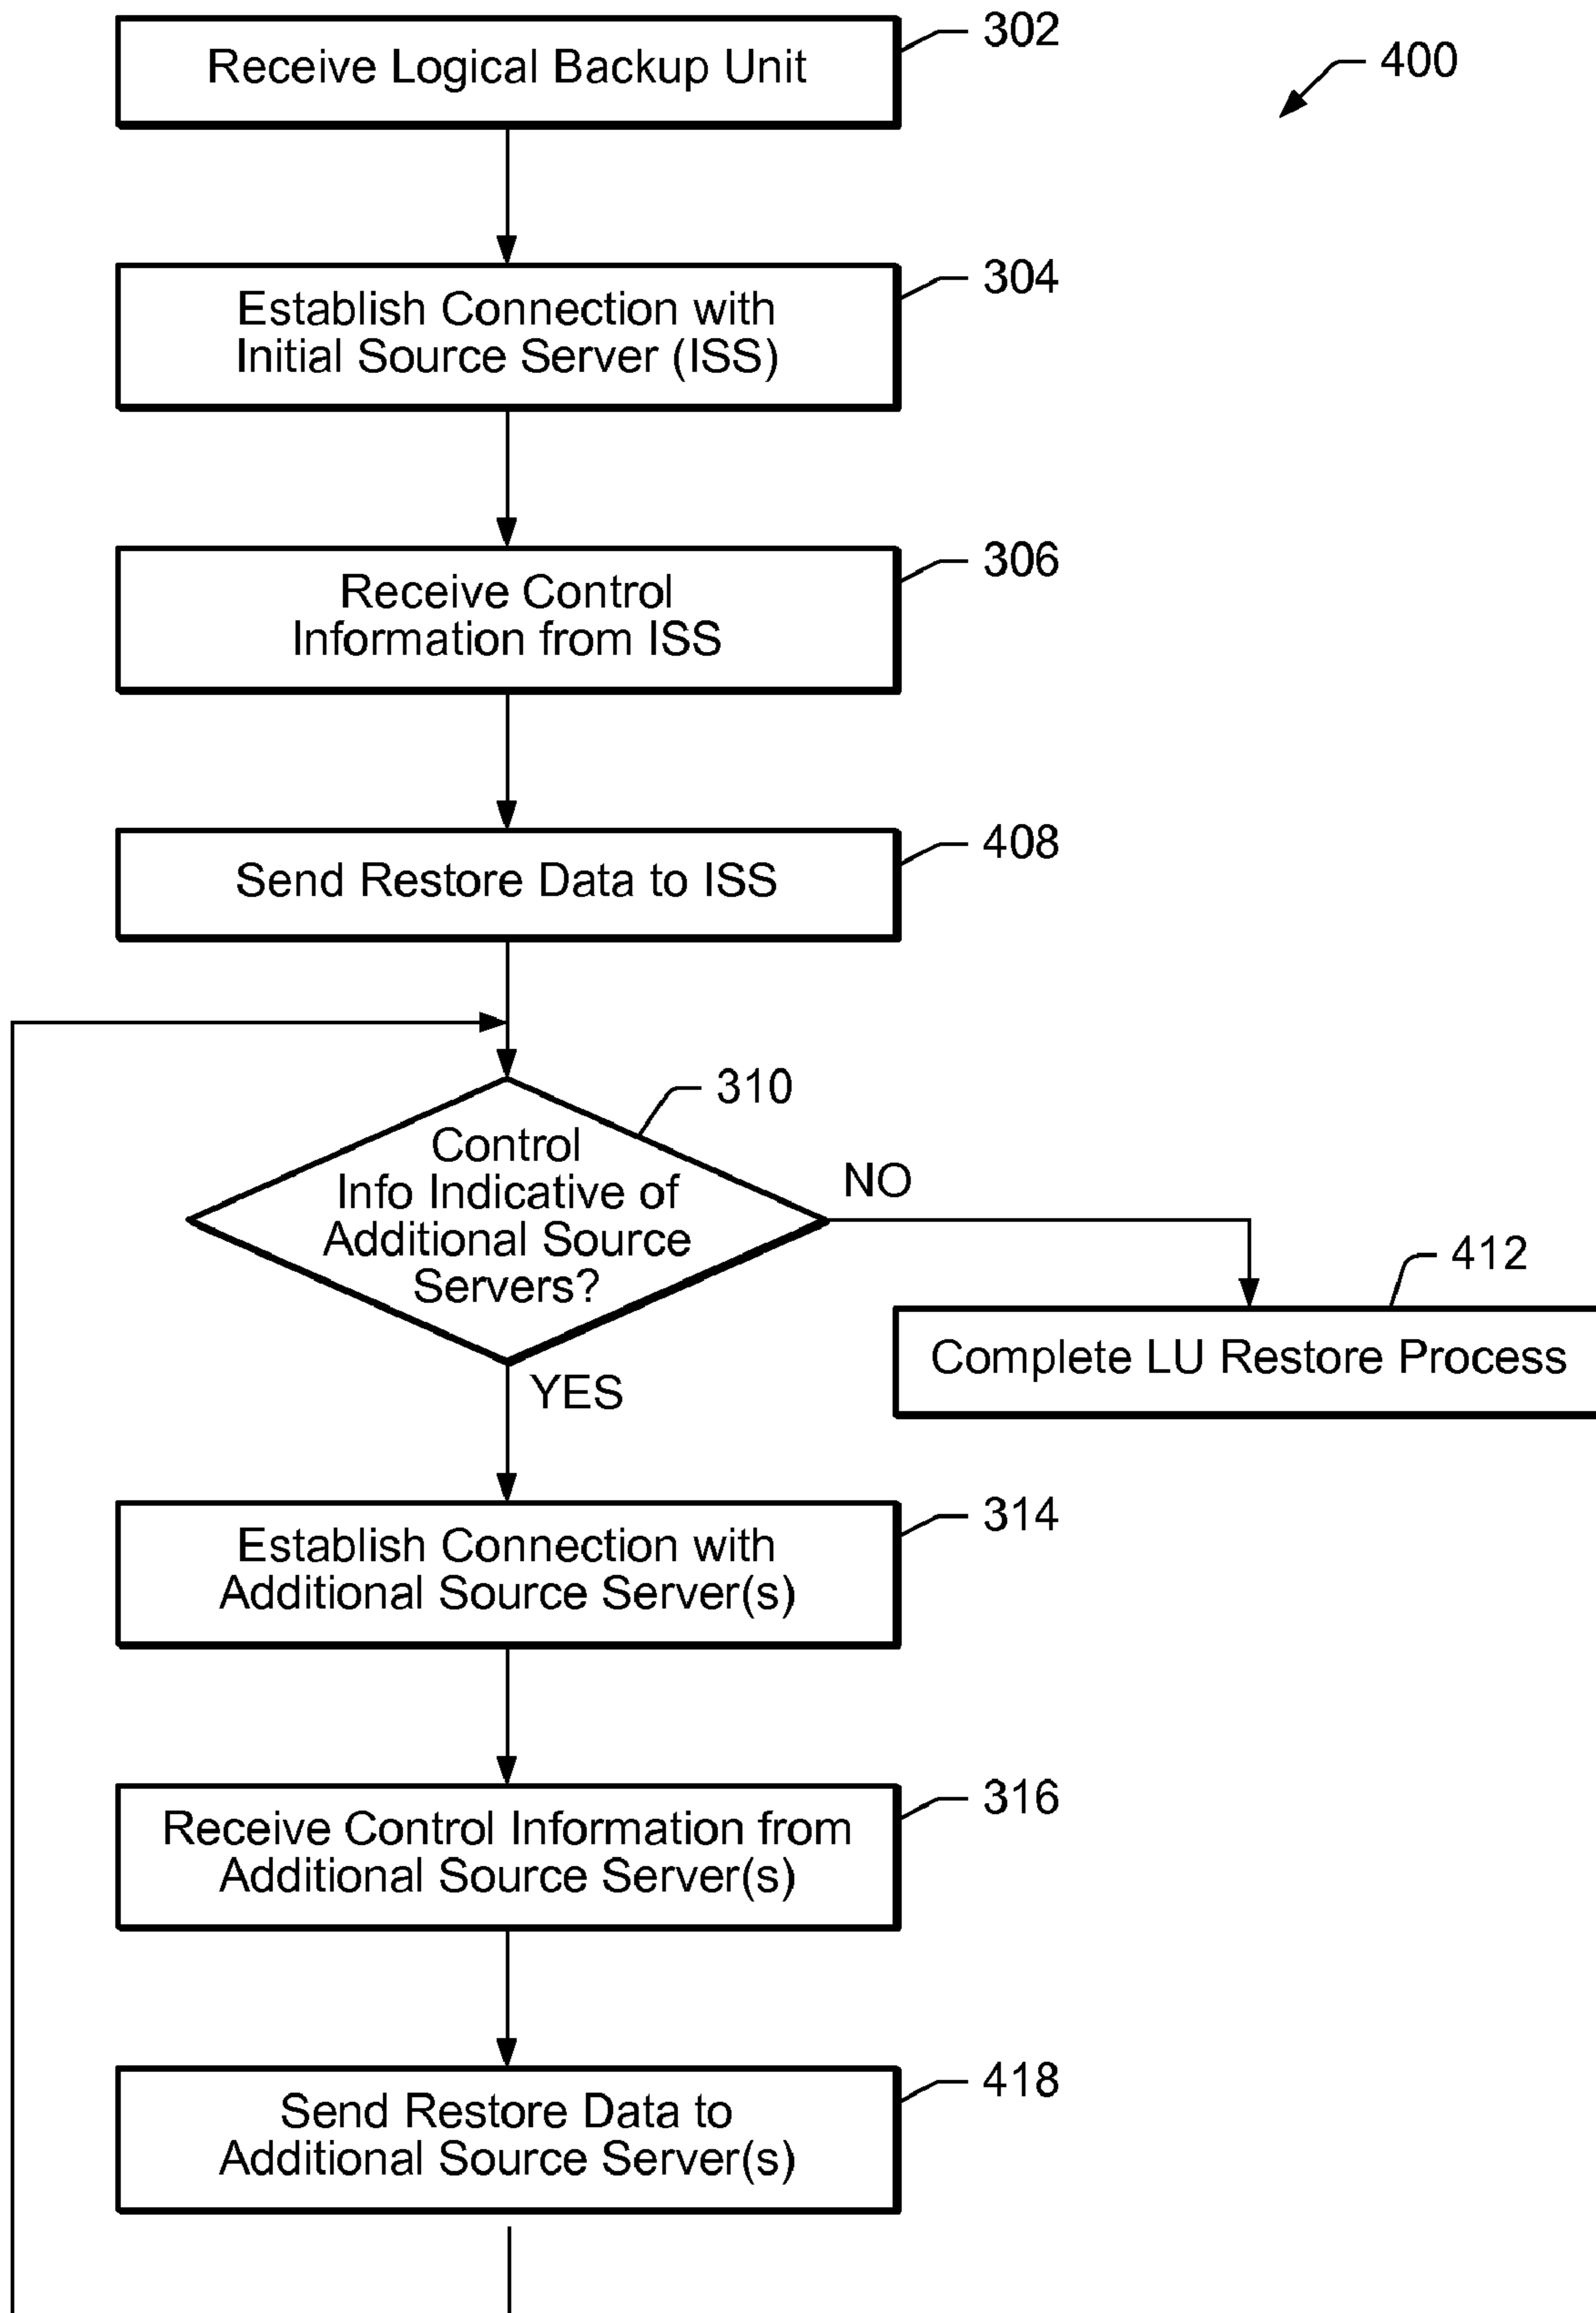 302
400
Receive Logical Backup Unit
304
Establish Connection with
Initial Source Server (ISS)
306
Receive Control
Information from ISS
408
Send Restore Data to ISS
310
Control
Info Indicative of
Additional Source
Servers?
NO
412
Complete LU Restore Process
YES
314
Establish Connection with
Additional Source Server(s)
316
Receive Control Information from
Additional Source Server(s)
418
Send Restore Data to
Additional Source Server(s)